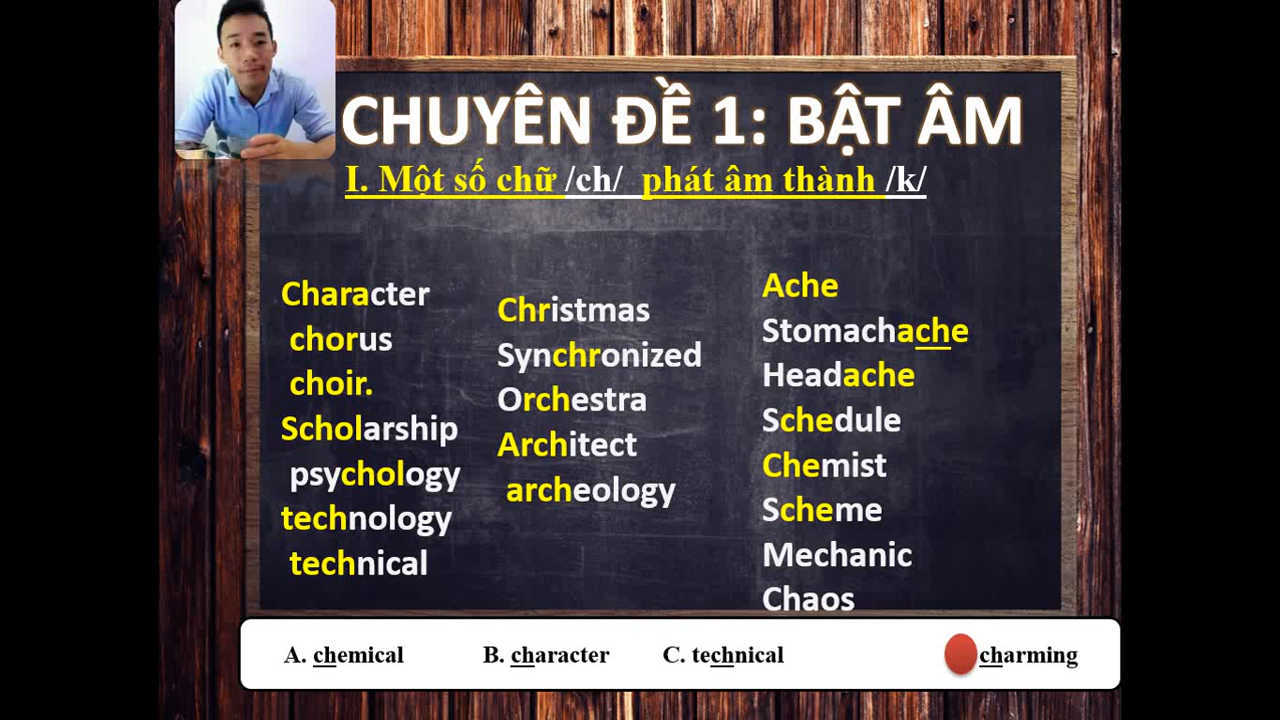 CHUYÊN ĐỀ 1: BẬT ÂM
I. Một số chữ /ch/ phát âm thành /k/
Character
chorus
choir.
Scholarship
psychology
technology
technical
Christmas
Synchronized
Orchestra
Architect
archeology
Ache
Stomachache
Headache
Schedule
Chemist
Scheme
Mechanic
Chaos
A. chemical B. character C. technical charming